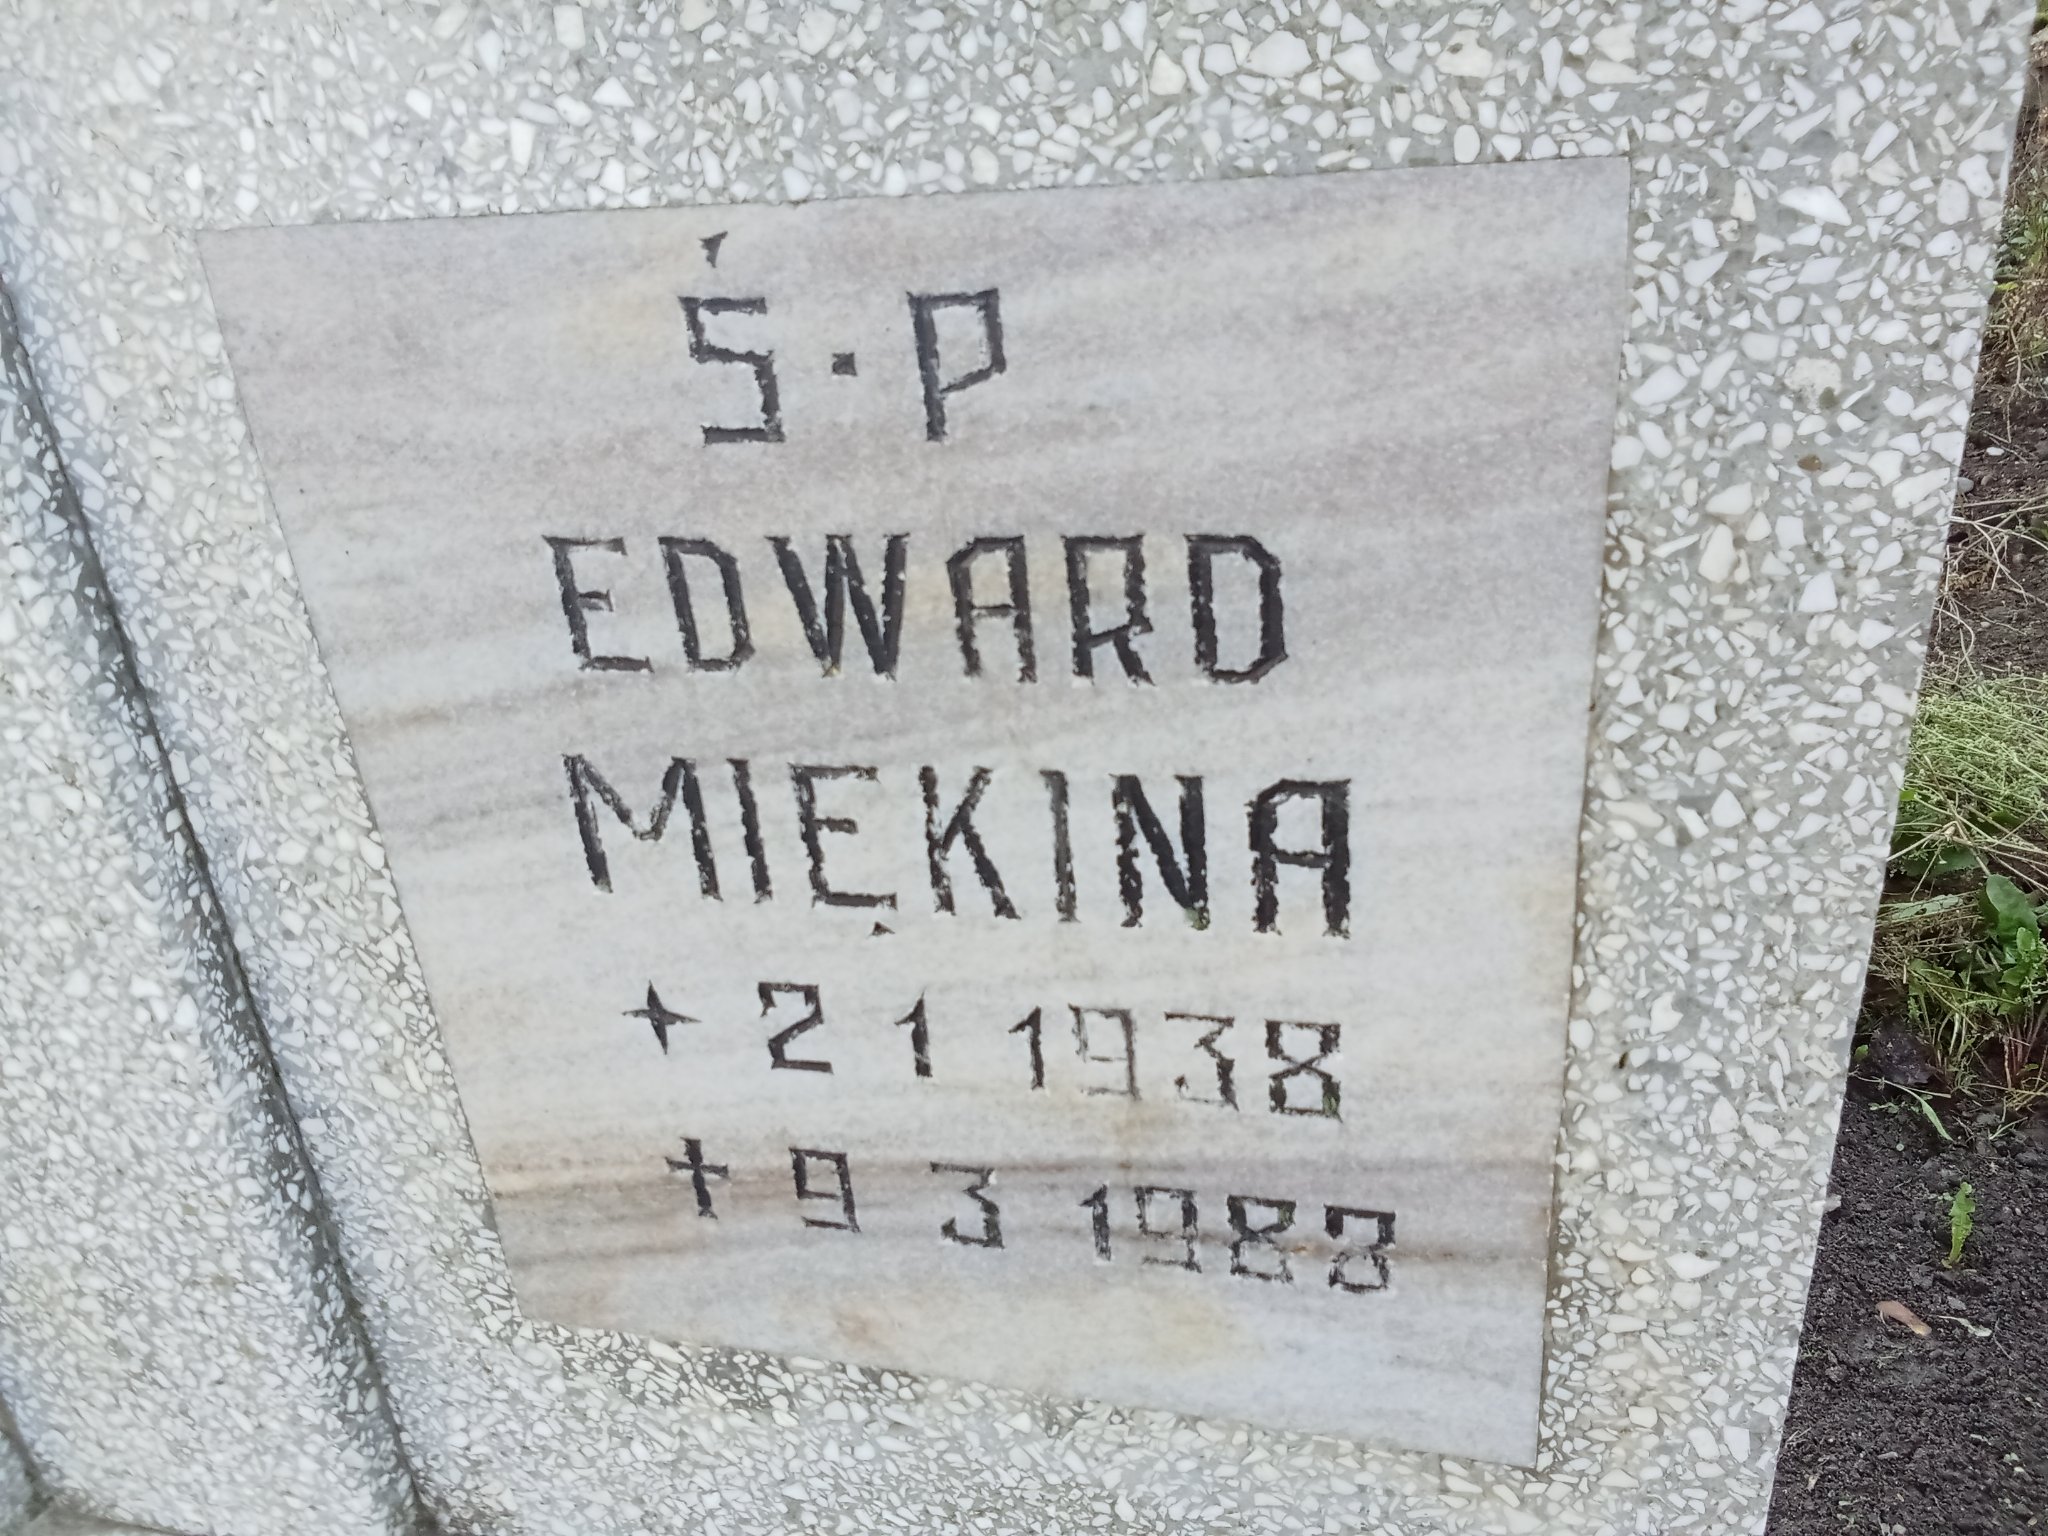 Ś·P
EDWARD
MIĘKINA
✦ 2 1 1938
† 9 3 1988